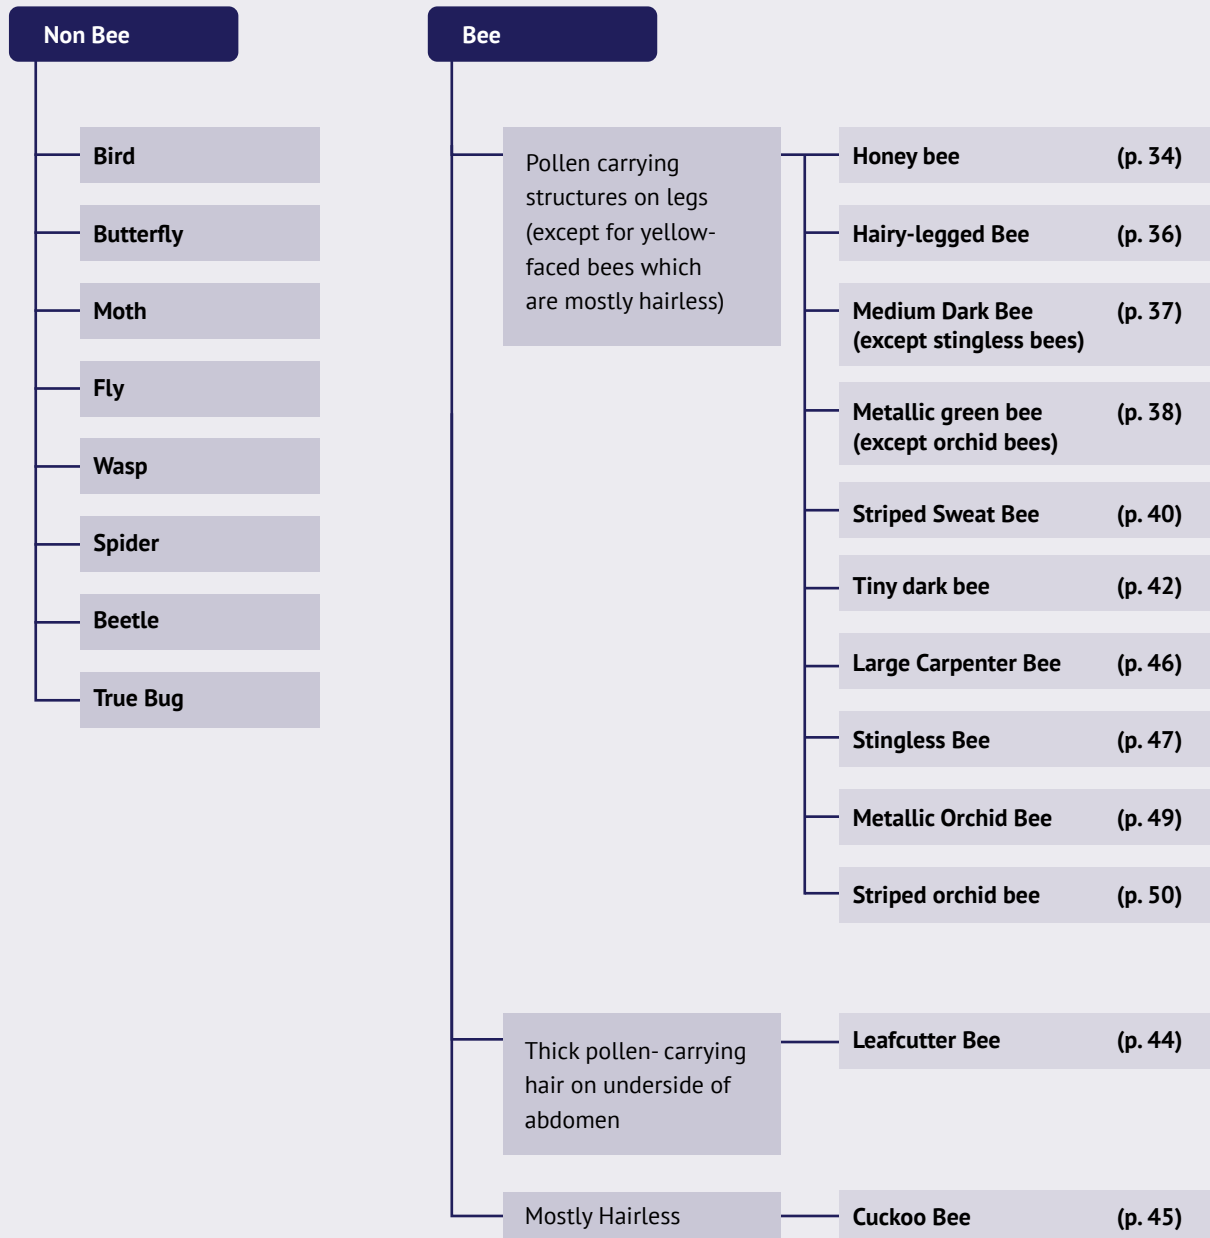 Non Bee
Bird
Butterfly
Moth
Fly
Wasp
Spider
Beetle
True Bug
Bee
Pollen carrying
structures on legs
(except for yellow-
faced bees which
are mostly hairless)
Honey bee (p. 34)
Hairy-legged Bee (p. 36)
Medium Dark Bee (p. 37)
(except stingless bees)
Metallic green bee (p. 38)
(except orchid bees)
Striped Sweat Bee (p. 40)
Tiny dark bee (p. 42)
Large Carpenter Bee (p. 46)
Stingless Bee (p. 47)
Metallic Orchid Bee (p. 49)
Striped orchid bee (p. 50)
Thick pollen- carrying
hair on underside of
abdomen
Leafcutter Bee (p. 44)
Mostly Hairless
Cuckoo Bee (p. 45)